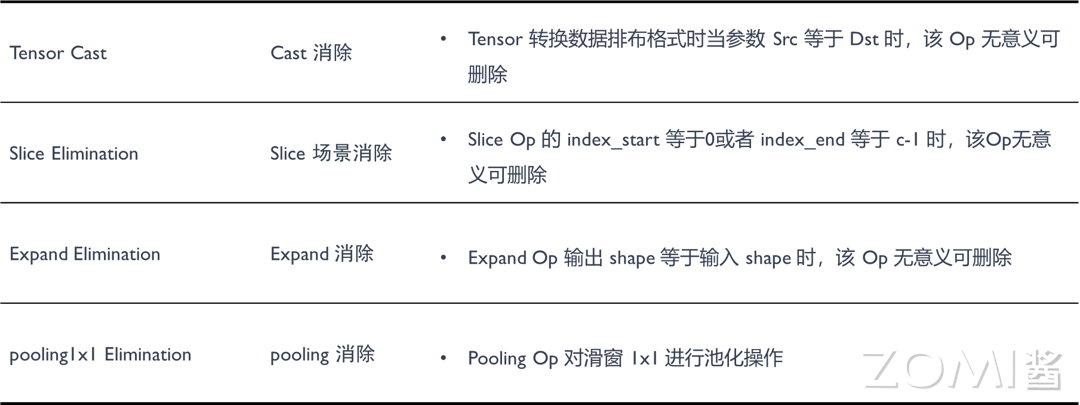 Tensor Cast
Cast 消除
• Tensor 转换数据排布格式时当参数 Src 等于 Dst 时，该 Op 无意义可
删除
Slice Elimination
Slice 场景消除
• Slice Op 的 index_start 等于0或者 index_end 等于 c-1 时，该Op无意
义可删除
Expand Elimination
Expand 消除
• Expand Op 输出 shape 等于输入 shape 时，该 Op 无意义可删除
pooling1x1 Elimination
pooling 消除
• Pooling Op 对滑窗 1x1 进行池化操作
ZOMI酱